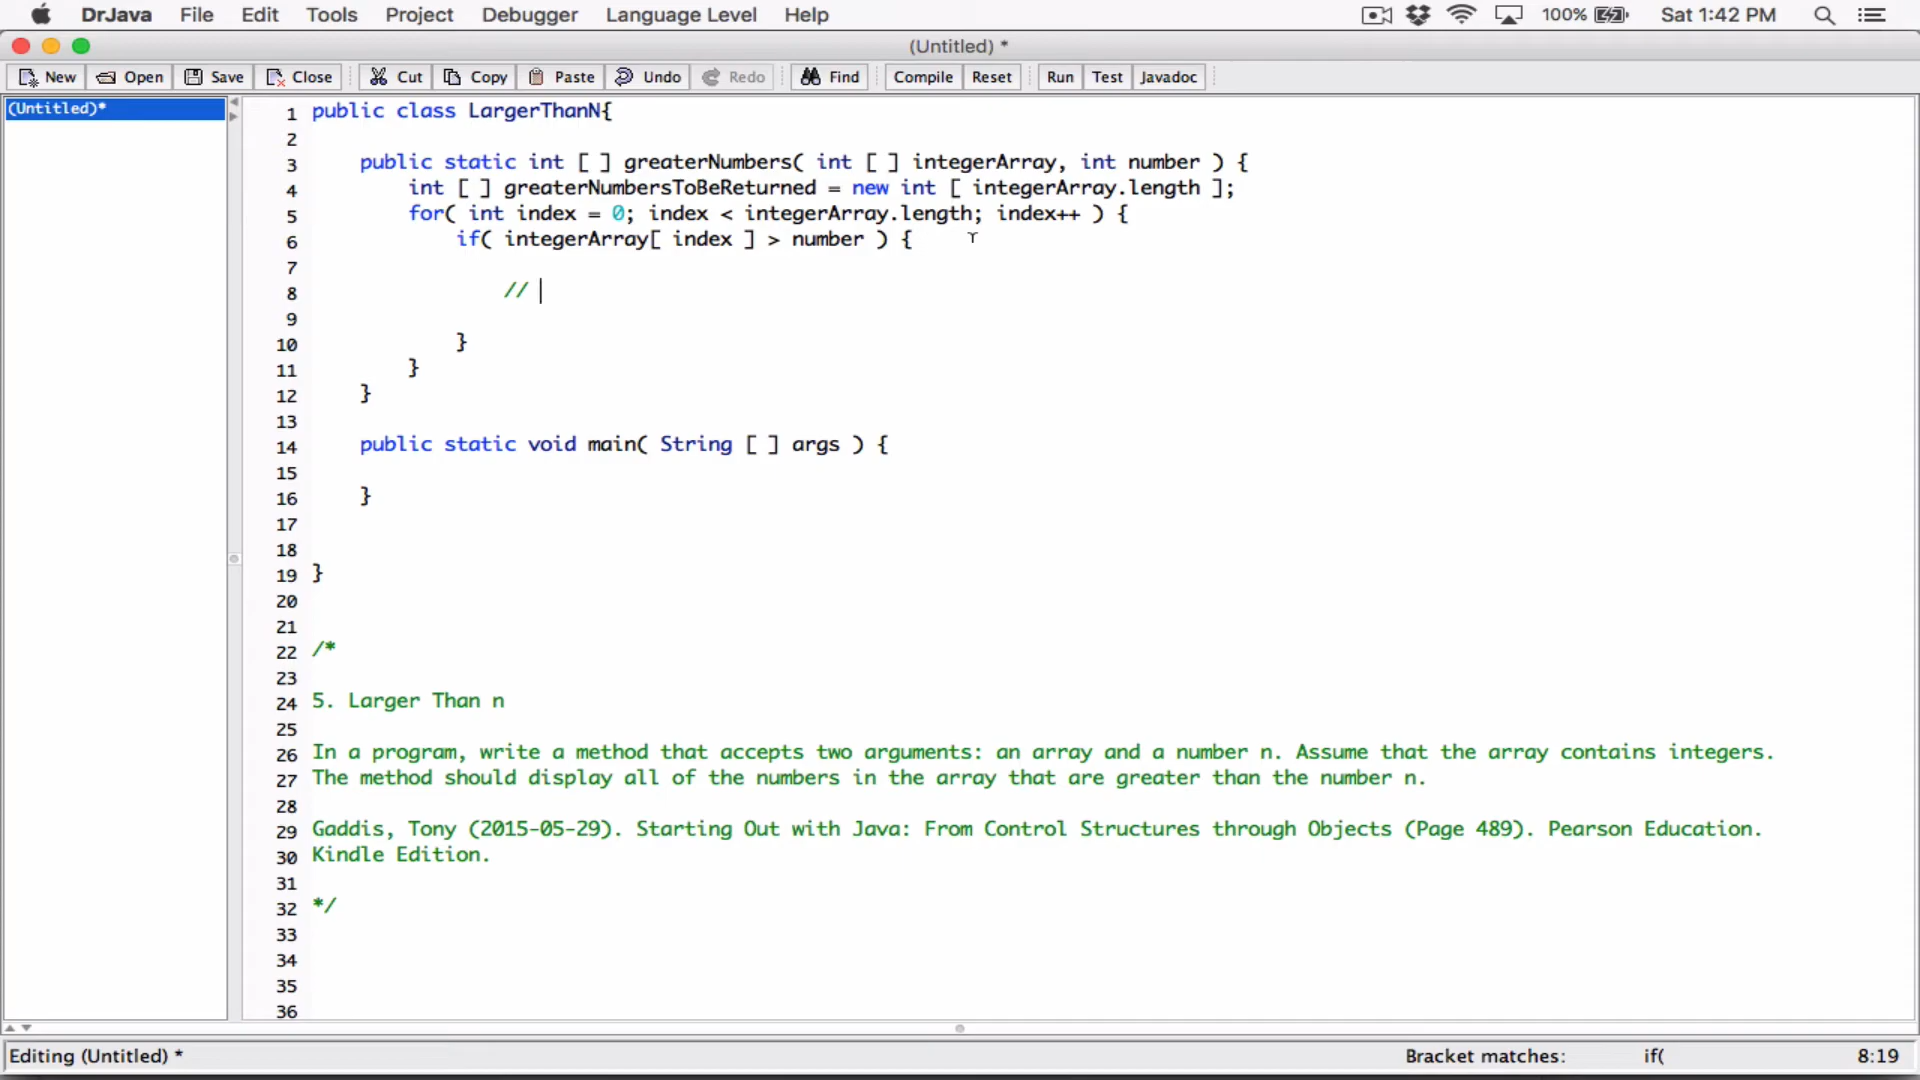 DrJava File Edit Tools Project Debugger Language Level Help 100% Sat 1:42 PM
(Untitled) *
New Open Save Close Cut Copy Paste Undo Redo Find Compile Reset Run Test Javadoc
(Untitled)*
1 public class LargerThanN{
2
3 public static int [ ] greaterNumbers( int [ ] integerArray, int number ) {
4 int [ ] greaterNumbersToBeReturned = new int [ integerArray.length ];
5 for( int index = 0; index < integerArray.length; index++ ) {
6 if( integerArray[ index ] > number ) {
7
8 //
9
10 }
11 }
12 }
13
14 public static void main( String [ ] args ) {
15
16 }
17
18
19 }
20
21
22 /*
23
24 5. Larger Than n
25
26 In a program, write a method that accepts two arguments: an array and a number n. Assume that the array contains integers.
27 The method should display all of the numbers in the array that are greater than the number n.
28
29 Gaddis, Tony (2015-05-29). Starting Out with Java: From Control Structures through Objects (Page 489). Pearson Education.
30 Kindle Edition.
31
32 */
33
34
35
36
Editing (Untitled) * Bracket matches: if( 8:19